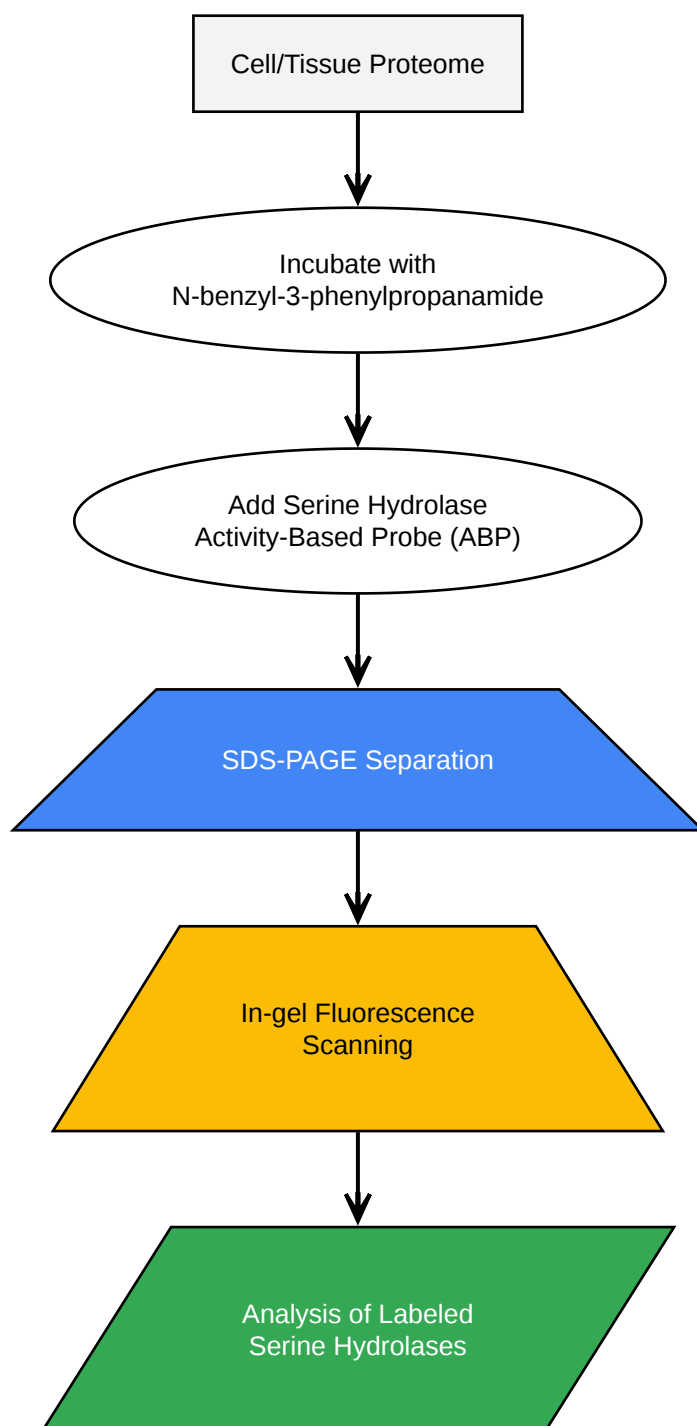 Cell/Tissue Proteome
Incubate with
N-benzyl-3-phenylpropanamide
Add Serine Hydrolase
Activity-Based Probe (ABP)
SDS-PAGE Separation
In-gel Fluorescence
Scanning
Analysis of Labeled
Serine Hydrolases